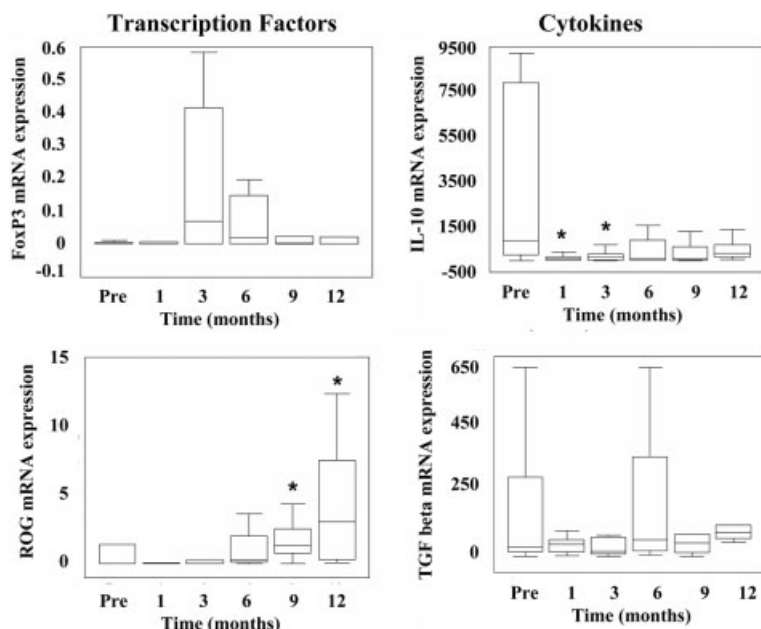 Transcription Factors
Cytokines
FoxP3 mRNA expression
0.6
0.5
0.4
0.3
0.2
0.1
0
-0.1
Pre 1 3 6 9 12
Time (months)
IL-10 mRNA expression
9500
7500
5500
3500
1500
-500
* *
Pre 1 3 6 9 12
Time (months)
ROG mRNA expression
15
10
5
0
* *
Pre 1 3 6 9 12
Time (months)
TGF beta mRNA expression
650
450
250
0
Pre 1 3 6 9 12
Time (months)